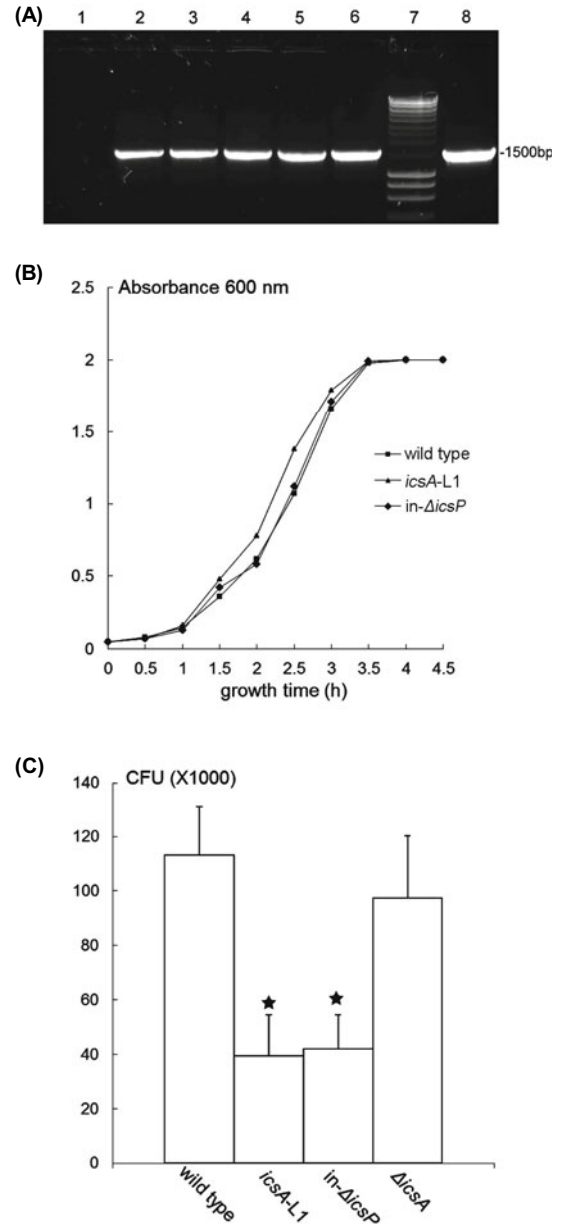 (A)
1 2 3 4 5 6 7 8
-1500bp
(B)
Absorbance 600 nm
2.5
2
1.5
1
0.5
0
wild type
icsA-L1
in-ΔicsP
0 0.5 1 1.5 2 2.5 3 3.5 4 4.5
growth time (h)
(C)
CFU (X1000)
140
120
100
80
60
40
20
0
wild type
icsA-L1
in-ΔicsP
ΔicsA